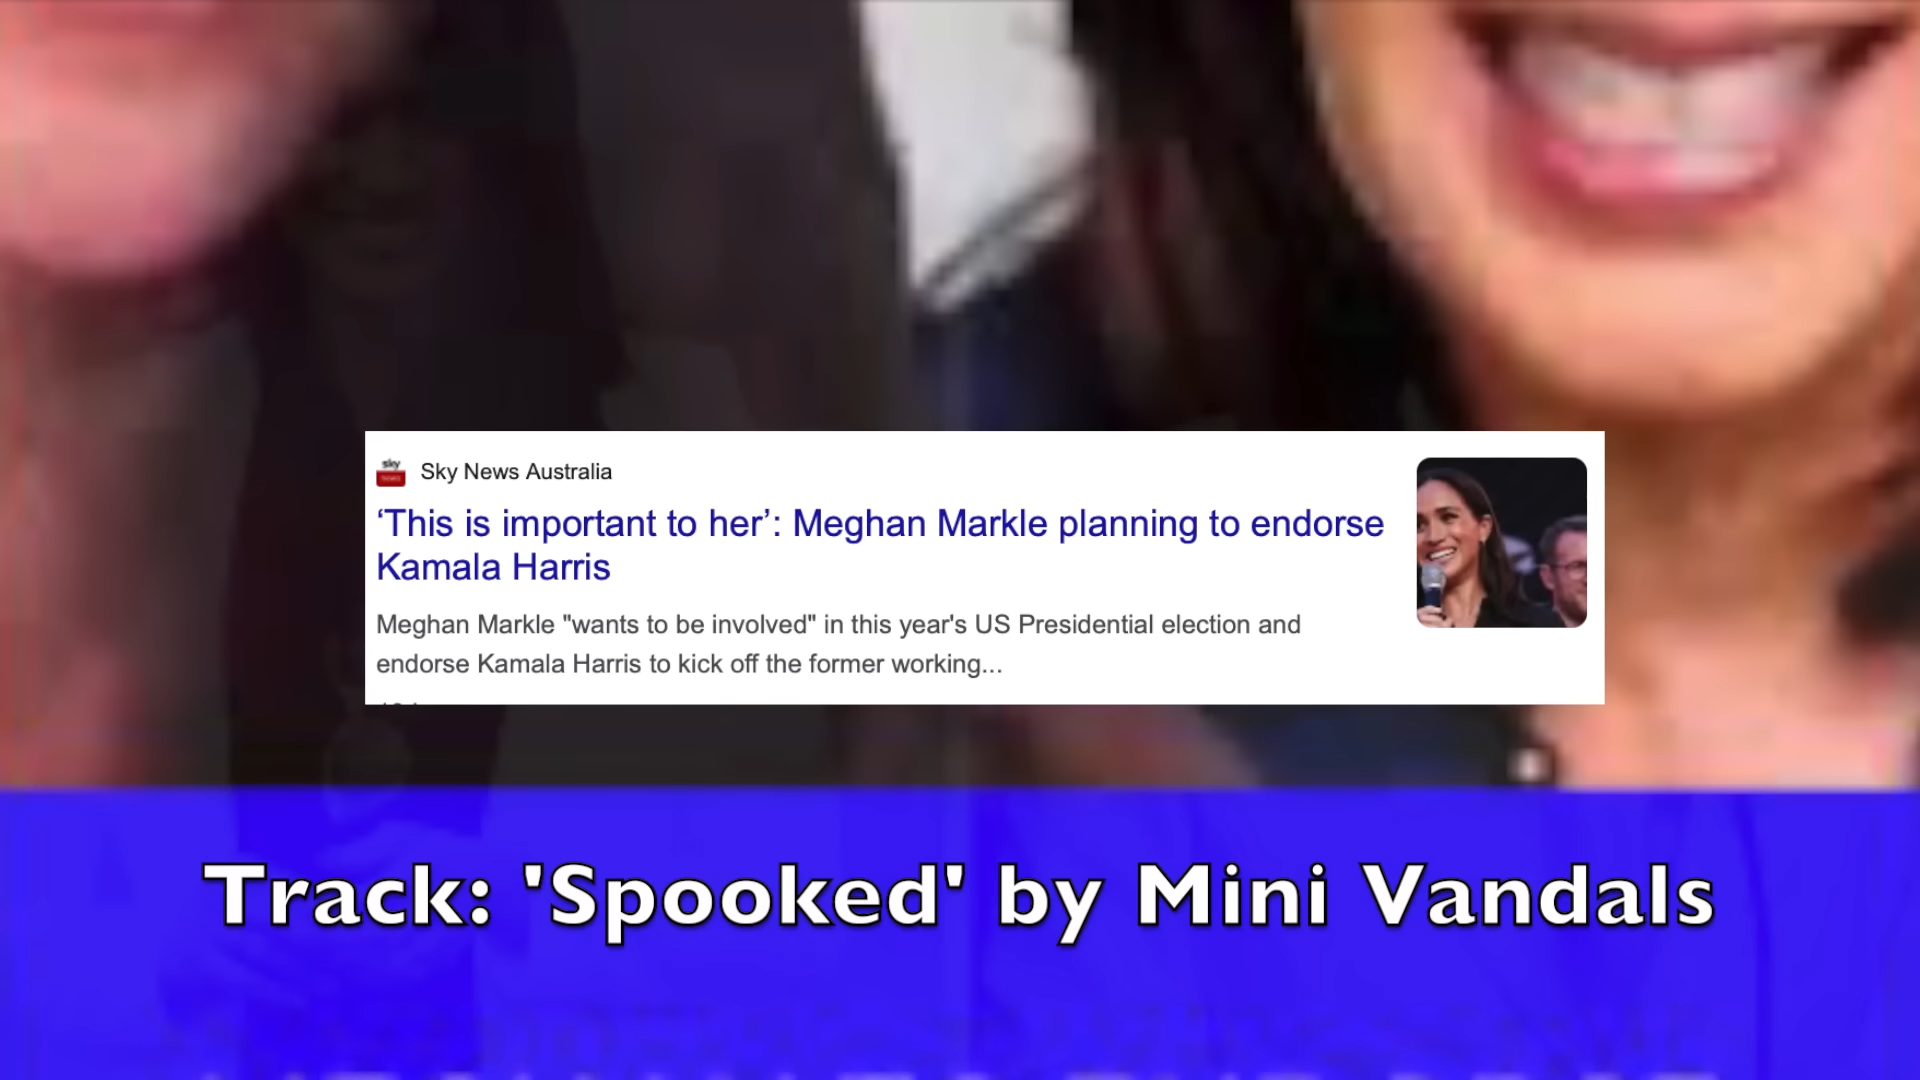 sky
Sky News Australia
‘This is important to her’: Meghan Markle planning to endorse
Kamala Harris
Meghan Markle "wants to be involved" in this year's US Presidential election and
endorse Kamala Harris to kick off the former working...
Track: 'Spooked' by Mini Vandals